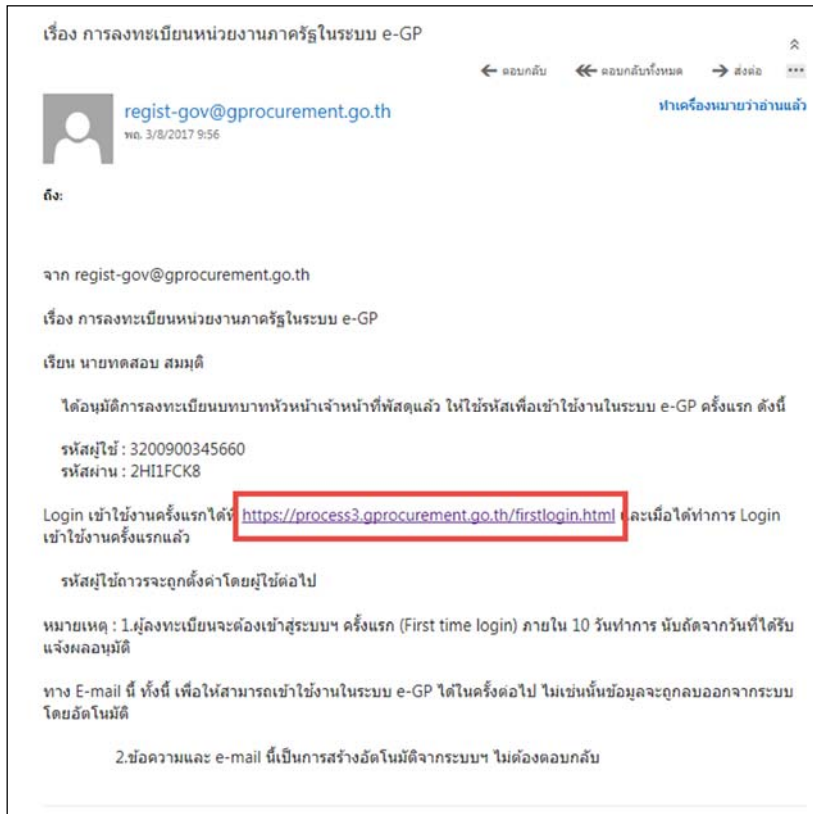 เรื่อง การลงทะเบียนหน่วยงานภาครัฐในระบบ e-GP
ตอบกลับ ตอบกลับทั้งหมด ส่งต่อ
regist-gov@gprocurement.go.th
ทำเครื่องหมายว่าอ่านแล้ว
พฤ. 3/8/2017 9:56
ถึง:
จาก regist-gov@gprocurement.go.th
เรื่อง การลงทะเบียนหน่วยงานภาครัฐในระบบ e-GP
เรียน นายทดสอบ สมมุติ
ได้อนุมัติการลงทะเบียนบทบาทหัวหน้าเจ้าหน้าที่พัสดุแล้ว ให้ใช้รหัสเพื่อเข้าใช้งานในระบบ e-GP ครั้งแรก ดังนี้
รหัสผู้ใช้ : 3200900345660
รหัสผ่าน : 2HI1FCK8
Login เข้าใช้งานครั้งแรกได้ที่ https://process3.gprocurement.go.th/firstlogin.html และเมื่อได้ทำการ Login
เข้าใช้งานครั้งแรกแล้ว
รหัสผู้ใช้ถาวรจะถูกตั้งค่าโดยผู้ใช้ต่อไป
หมายเหตุ : 1.ผู้ลงทะเบียนจะต้องเข้าสู่ระบบฯ ครั้งแรก (First time login) ภายใน 10 วันทำการ นับถัดจากวันที่ได้รับ
แจ้งผลอนุมัติ
ทาง E-mail นี้ ทั้งนี้ เพื่อให้สามารถเข้าใช้งานในระบบ e-GP ได้ในครั้งต่อไป ไม่เช่นนั้นข้อมูลจะถูกลบออกจากระบบ
โดยอัตโนมัติ
2.ข้อความและ e-mail นี้เป็นการสร้างอัตโนมัติจากระบบฯ ไม่ต้องตอบกลับ